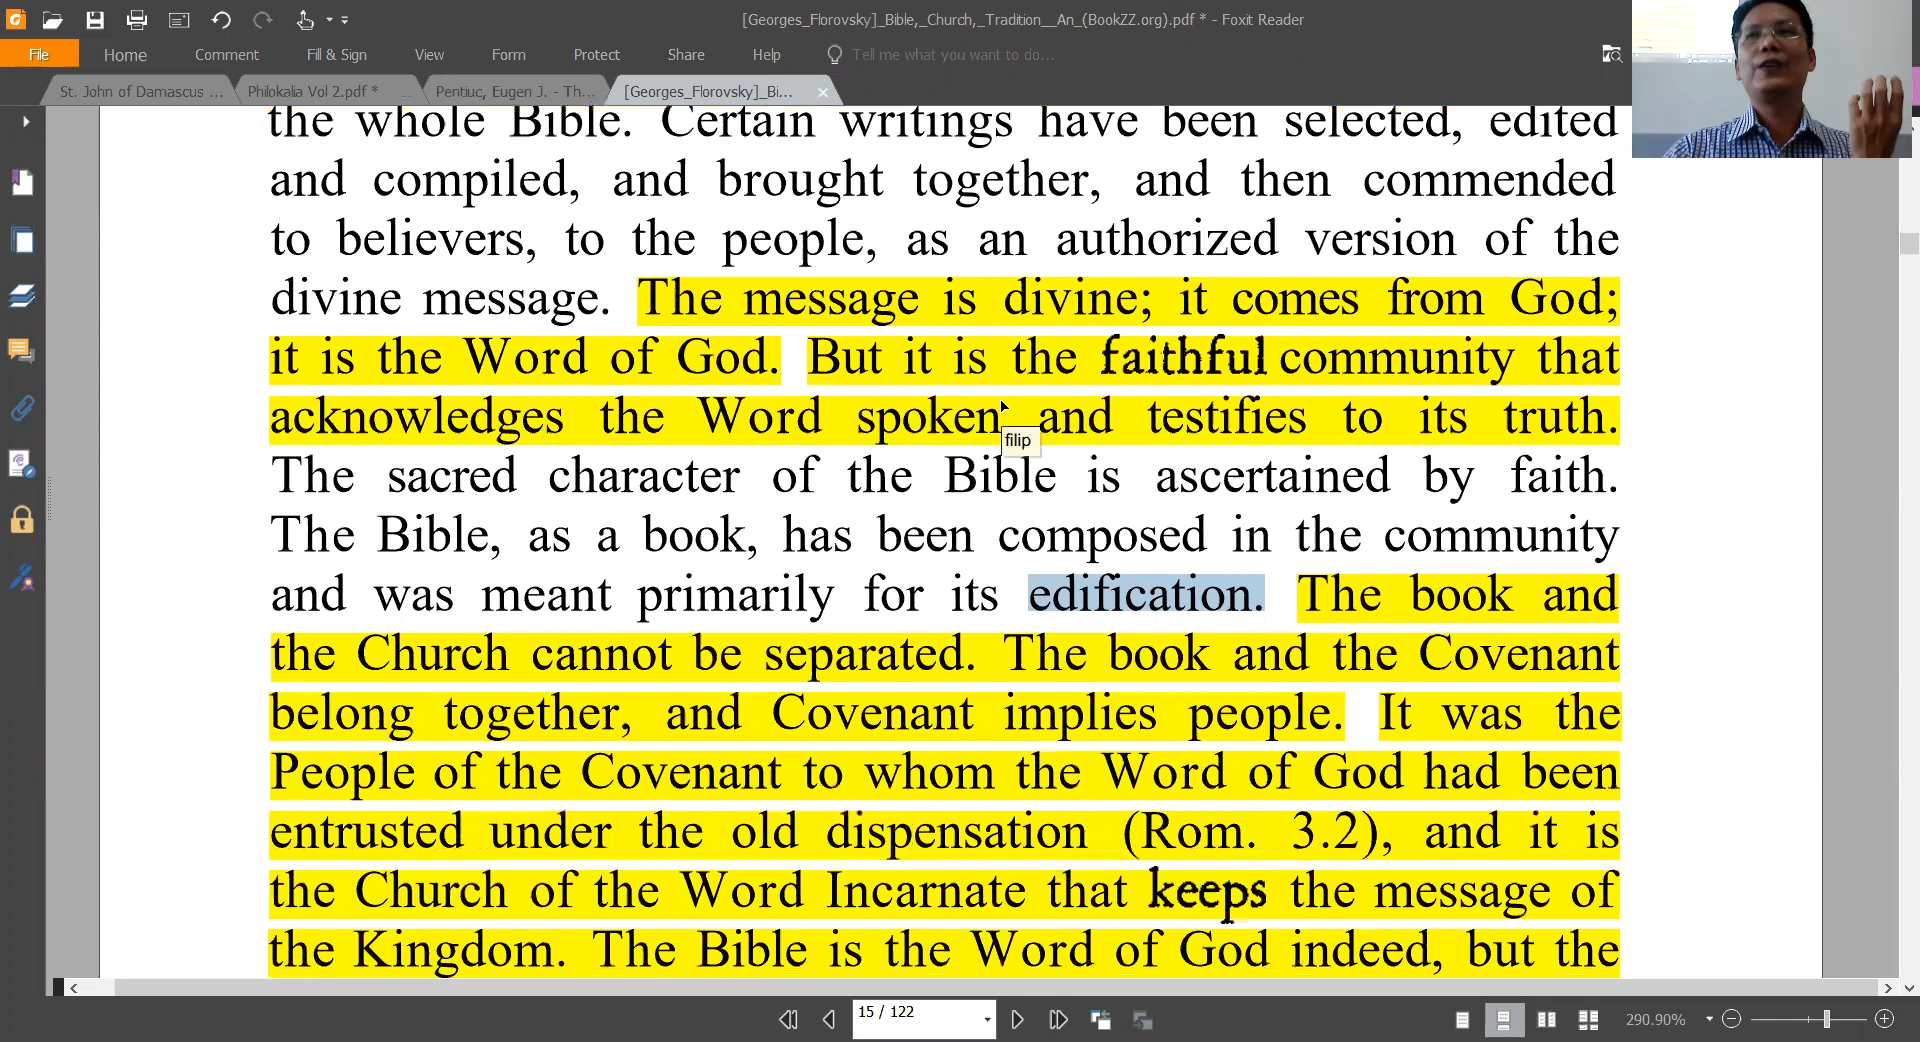 [Georges_Florovsky]_Bible,_Church,_Tradition__An_(BookZZ.org).pdf * - Foxit Reader
File Home Comment Fill & Sign View Form Protect Share Help Tell me what you want to do...
St. John of Damascus ... Philokalia Vol 2.pdf * ... Pentiuc, Eugen J. - Th... [Georges_Florovsky]_Bi...
the whole Bible. Certain writings have been selected, edited
and compiled, and brought together, and then commended
to believers, to the people, as an authorized version of the
divine message. The message is divine; it comes from God;
it is the Word of God. But it is the faithful community that
acknowledges the Word spoken and testifies to its truth.
filip
The sacred character of the Bible is ascertained by faith.
The Bible, as a book, has been composed in the community
and was meant primarily for its edification. The book and
the Church cannot be separated. The book and the Covenant
belong together, and Covenant implies people. It was the
People of the Covenant to whom the Word of God had been
entrusted under the old dispensation (Rom. 3.2), and it is
the Church of the Word Incarnate that keeps the message of
the Kingdom. The Bible is the Word of God indeed, but the
15 / 122
290.90%